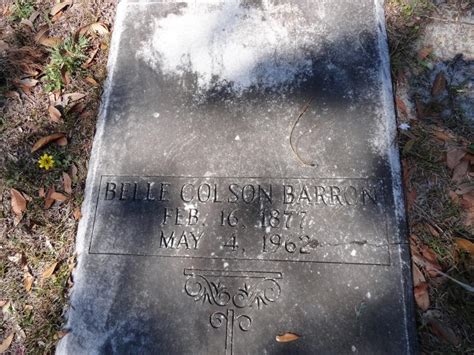 BELLE COLSON BARRON
FEB. 16, 1877
MAY 4, 1962